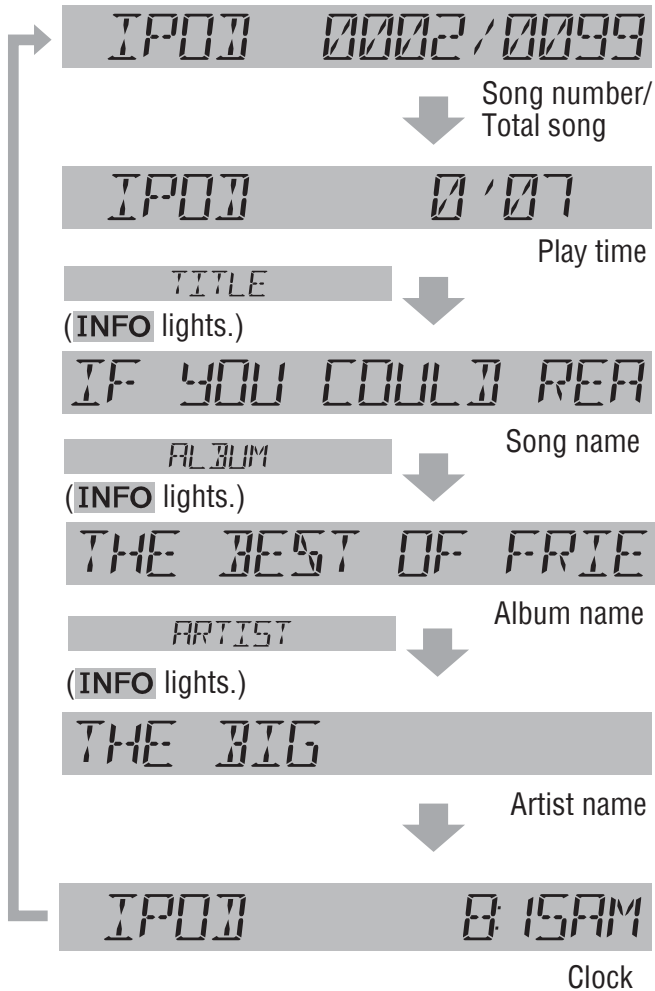 IPOD 0002/0099
Song number/
Total song
IPOD 0'07
Play time
TITLE
(INFO lights.)
IF YOU COULD REA
Song name
ALBUM
(INFO lights.)
THE BEST OF FRIE
Album name
ARTIST
(INFO lights.)
THE BIG
Artist name
IPOD 8:15AM
Clock